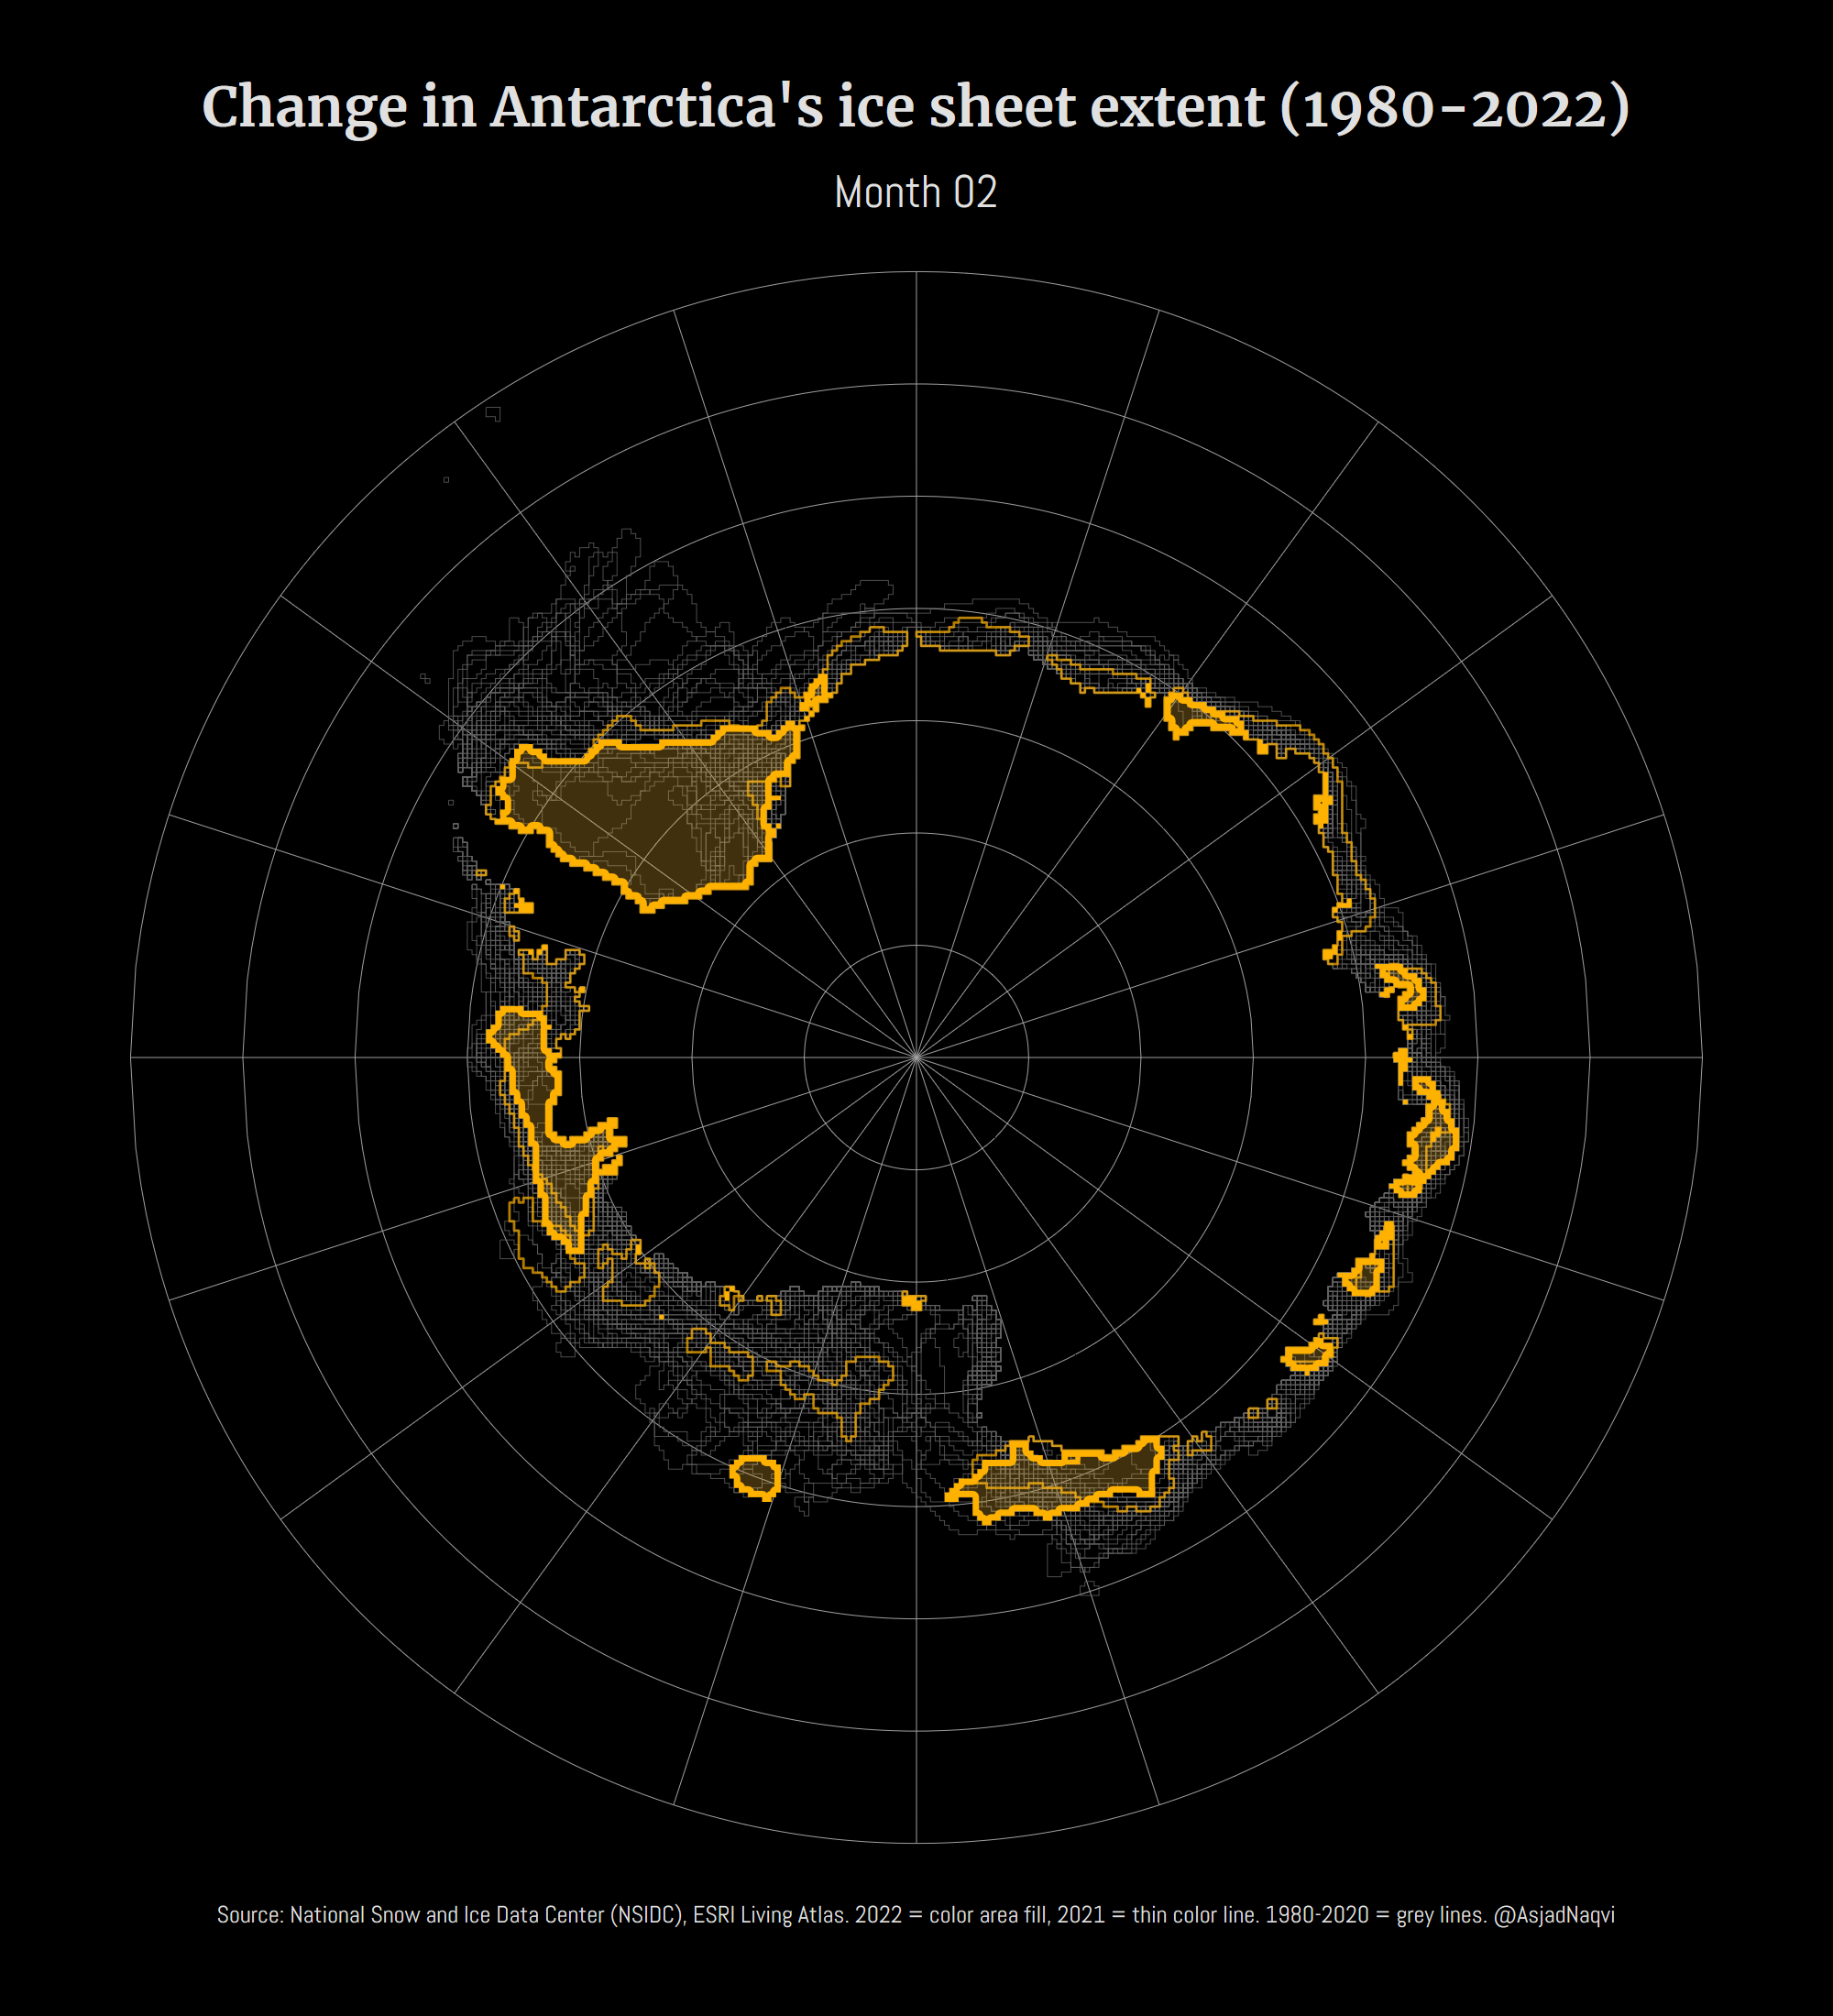 Change in Antarctica's ice sheet extent (1980-2022)
Month 02
Source: National Snow and Ice Data Center (NSIDC), ESRI Living Atlas. 2022 = color area fill, 2021 = thin color line. 1980-2020 = grey lines. @AsjadNaqvi